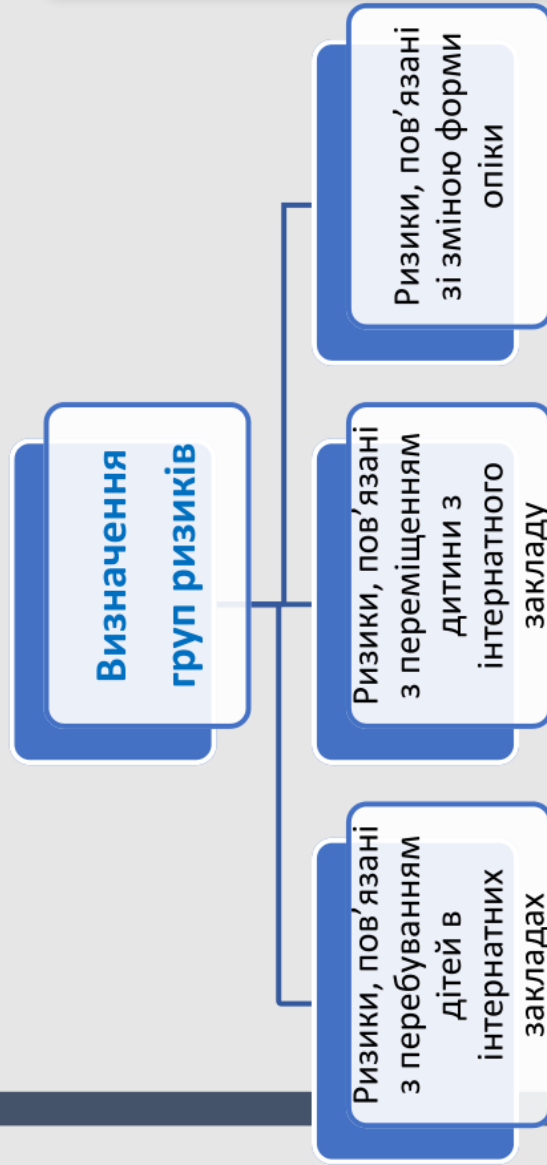 Визначення
груп ризиків
Ризики, пов’язані
з перебуванням
дітей в
інтернатних
закладах
Ризики, пов’язані
з переміщенням
дитини з
інтернатного
закладу
Ризики, пов’язані
зі зміною форми
опіки